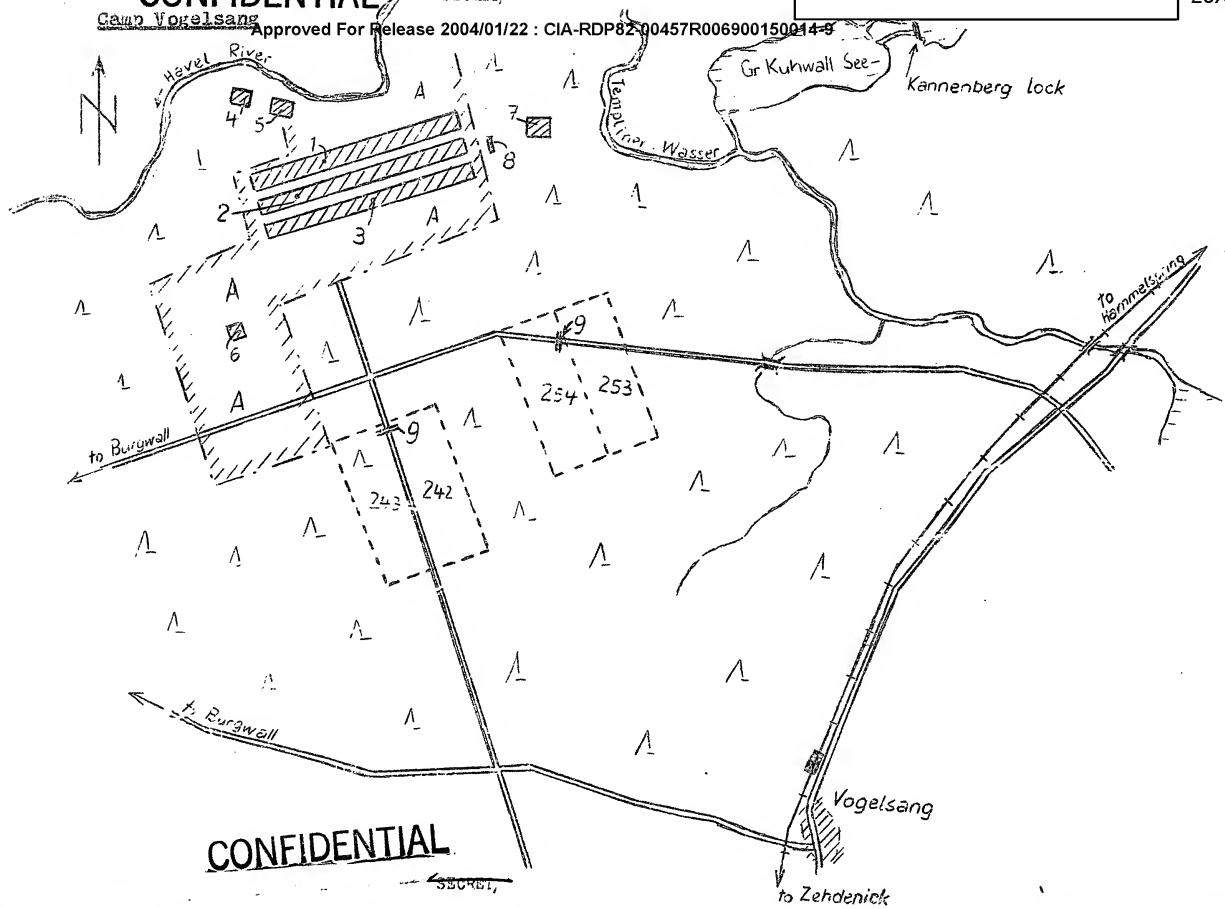 CONFIDENTIAL
Camp Vogelsang
Approved For Release 2004/01/22 : CIA-RDP82-00457R006900150014-9
Havel River
N
Gr Kuhwall See
Kannenberg lock
Templiner Wasser
4
5
7
A
1
8
2
3
A
A
6
A
9
254
253
to Hammelspring
to Burgwall
9
243
242
to Burgwall
Vogelsang
CONFIDENTIAL
SECRET,
to Zehdenick